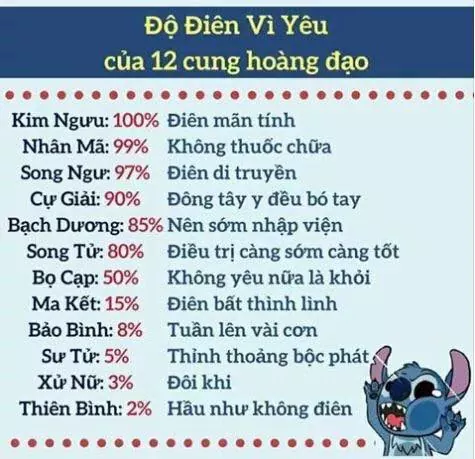 Độ Điên Vì Yêu
của 12 cung hoàng đạo
Kim Ngưu: 100% Điên mãn tính
Nhân Mã: 99% Không thuốc chữa
Song Ngư: 97% Điên di truyền
Cự Giải: 90% Đông tây y đều bó tay
Bạch Dương: 85% Nên sớm nhập viện
Song Tử: 80% Điều trị càng sớm càng tốt
Bọ Cạp: 50% Không yêu nữa là khỏi
Ma Kết: 15% Điên bất thình lình
Bảo Bình: 8% Tuần lên vài cơn
Sư Tử: 5% Thỉnh thoảng bộc phát
Xử Nữ: 3% Đôi khi
Thiên Bình: 2% Hầu như không điên